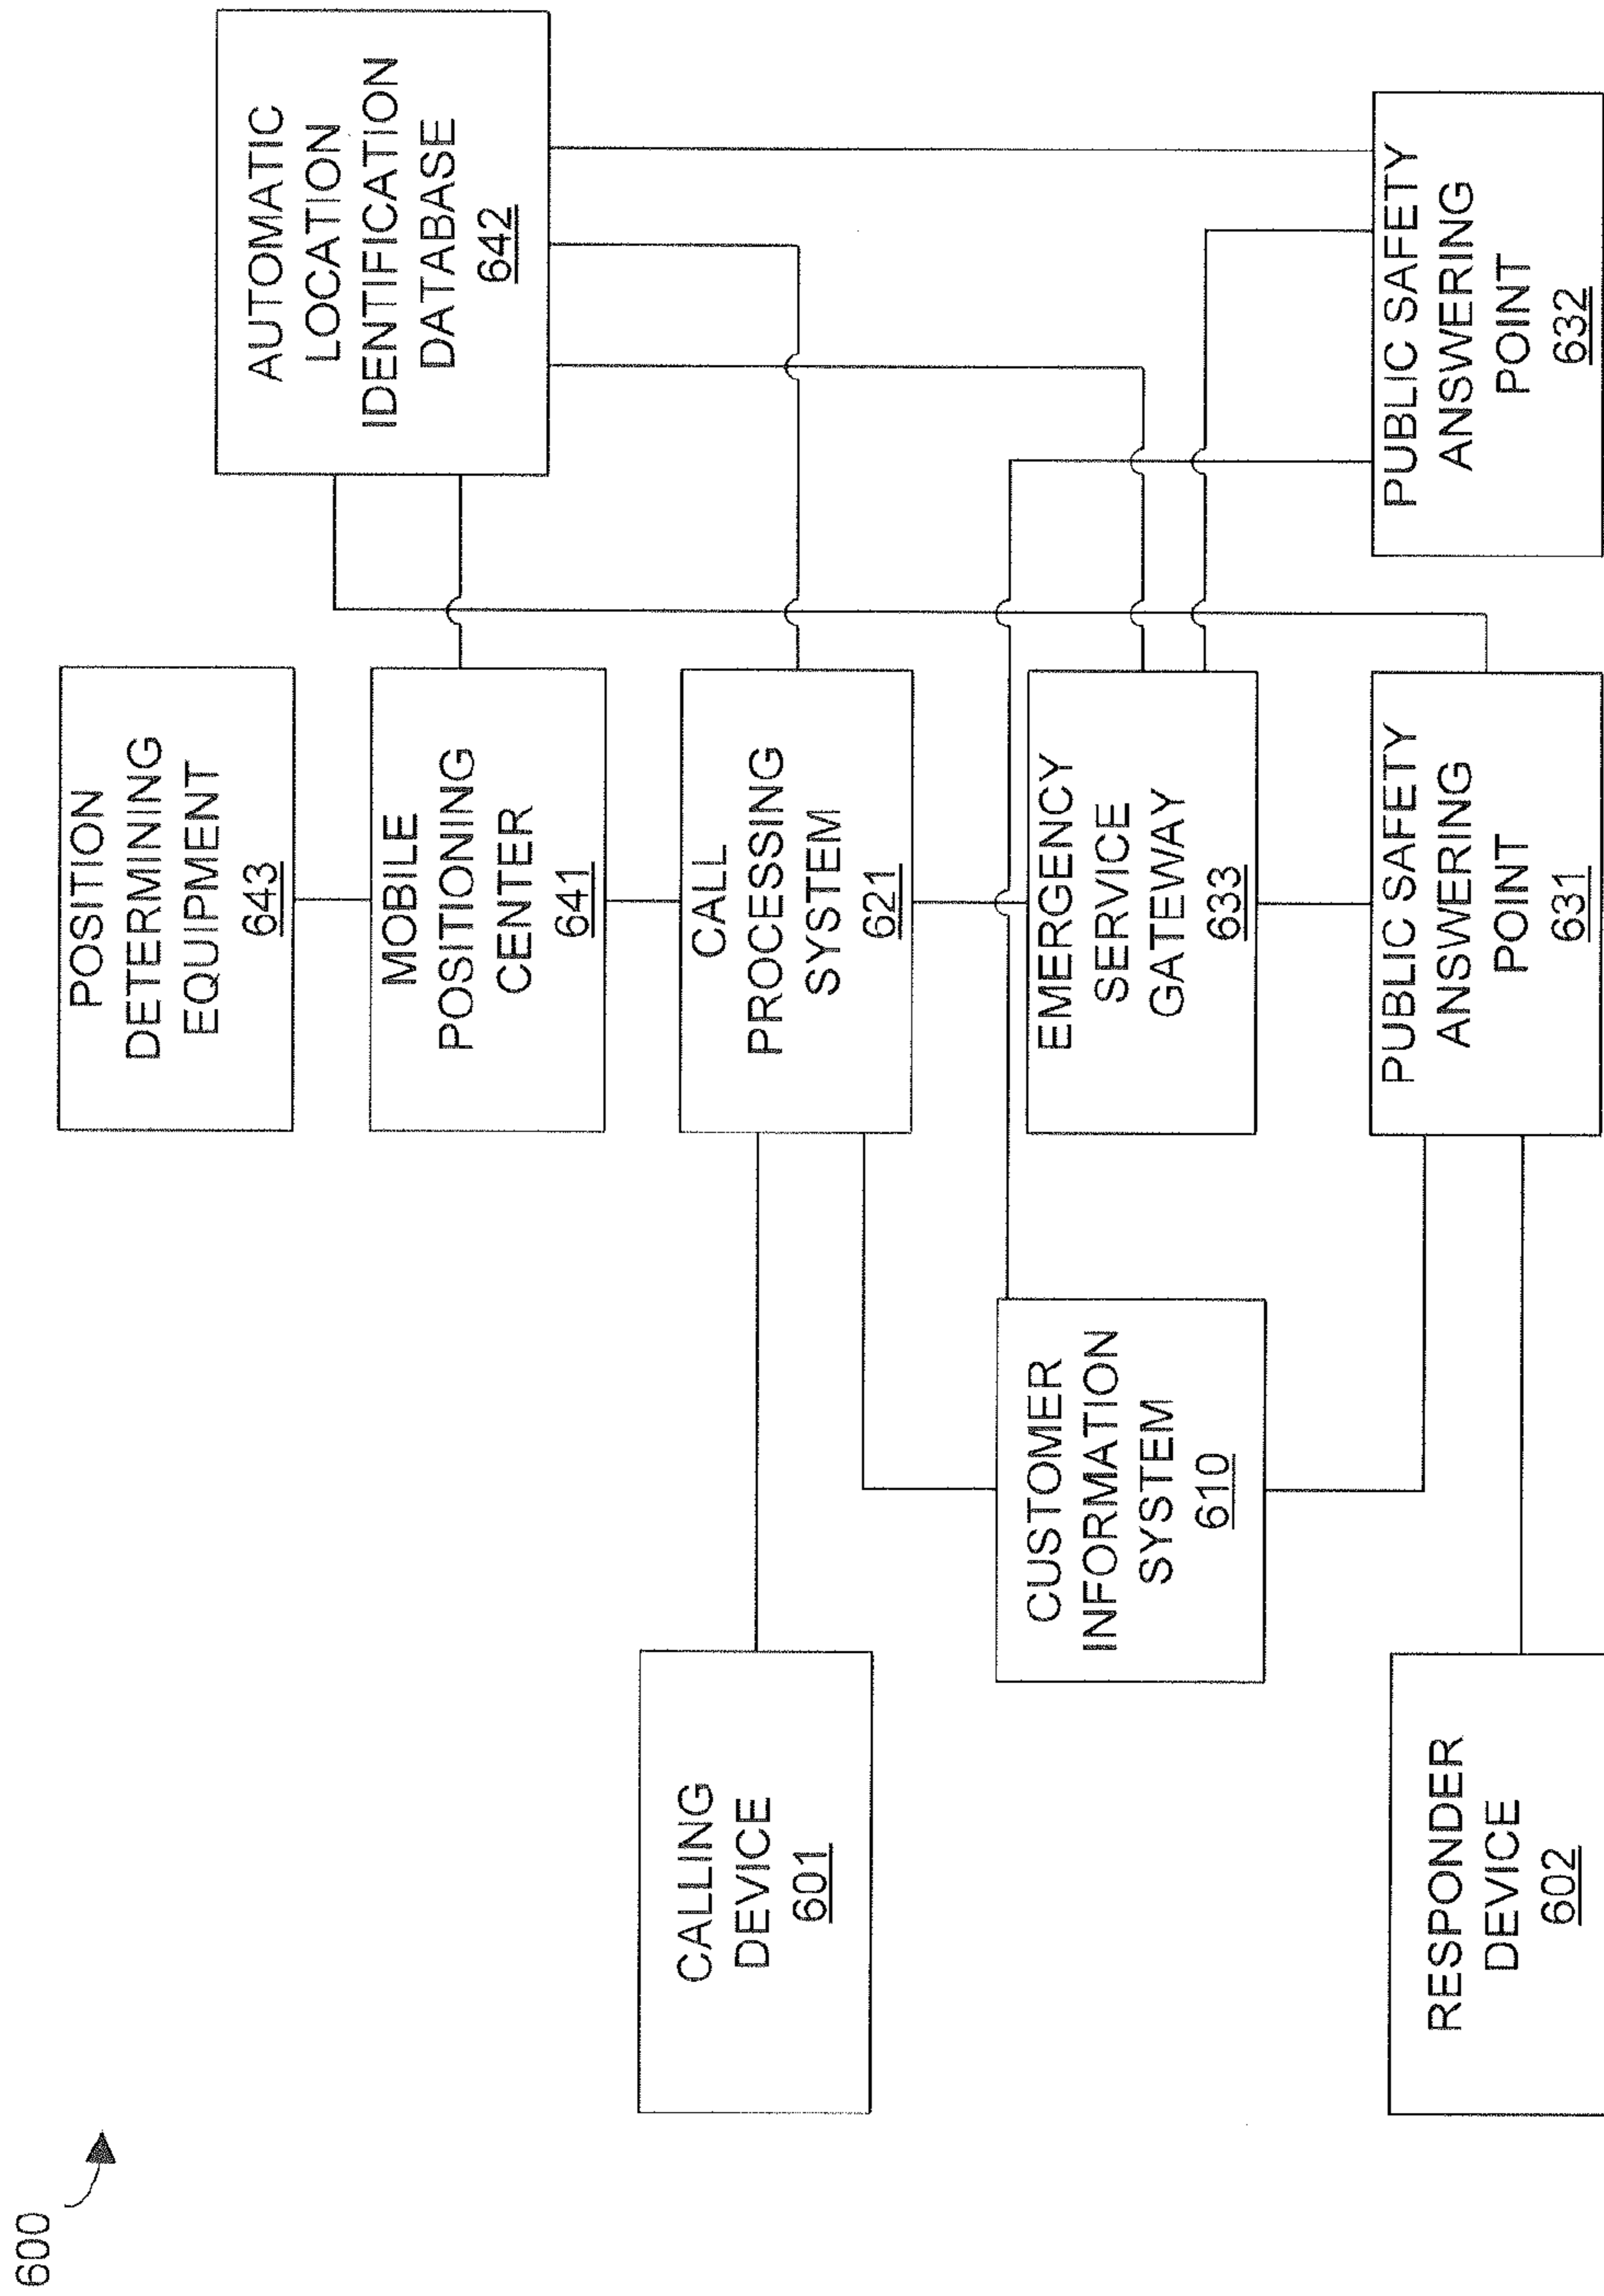 600
CALLING
DEVICE
601
RESPONDER
DEVICE
602
CUSTOMER
INFORMATION
SYSTEM
610
POSITION
DETERMINING
EQUIPMENT
643
MOBILE
POSITIONING
CENTER
641
CALL
PROCESSING
SYSTEM
621
EMERGENCY
SERVICE
GATEWAY
633
PUBLIC SAFETY
ANSWERING
POINT
631
AUTOMATIC
LOCATION
IDENTIFICATION
DATABASE
642
PUBLIC SAFETY
ANSWERING
POINT
632